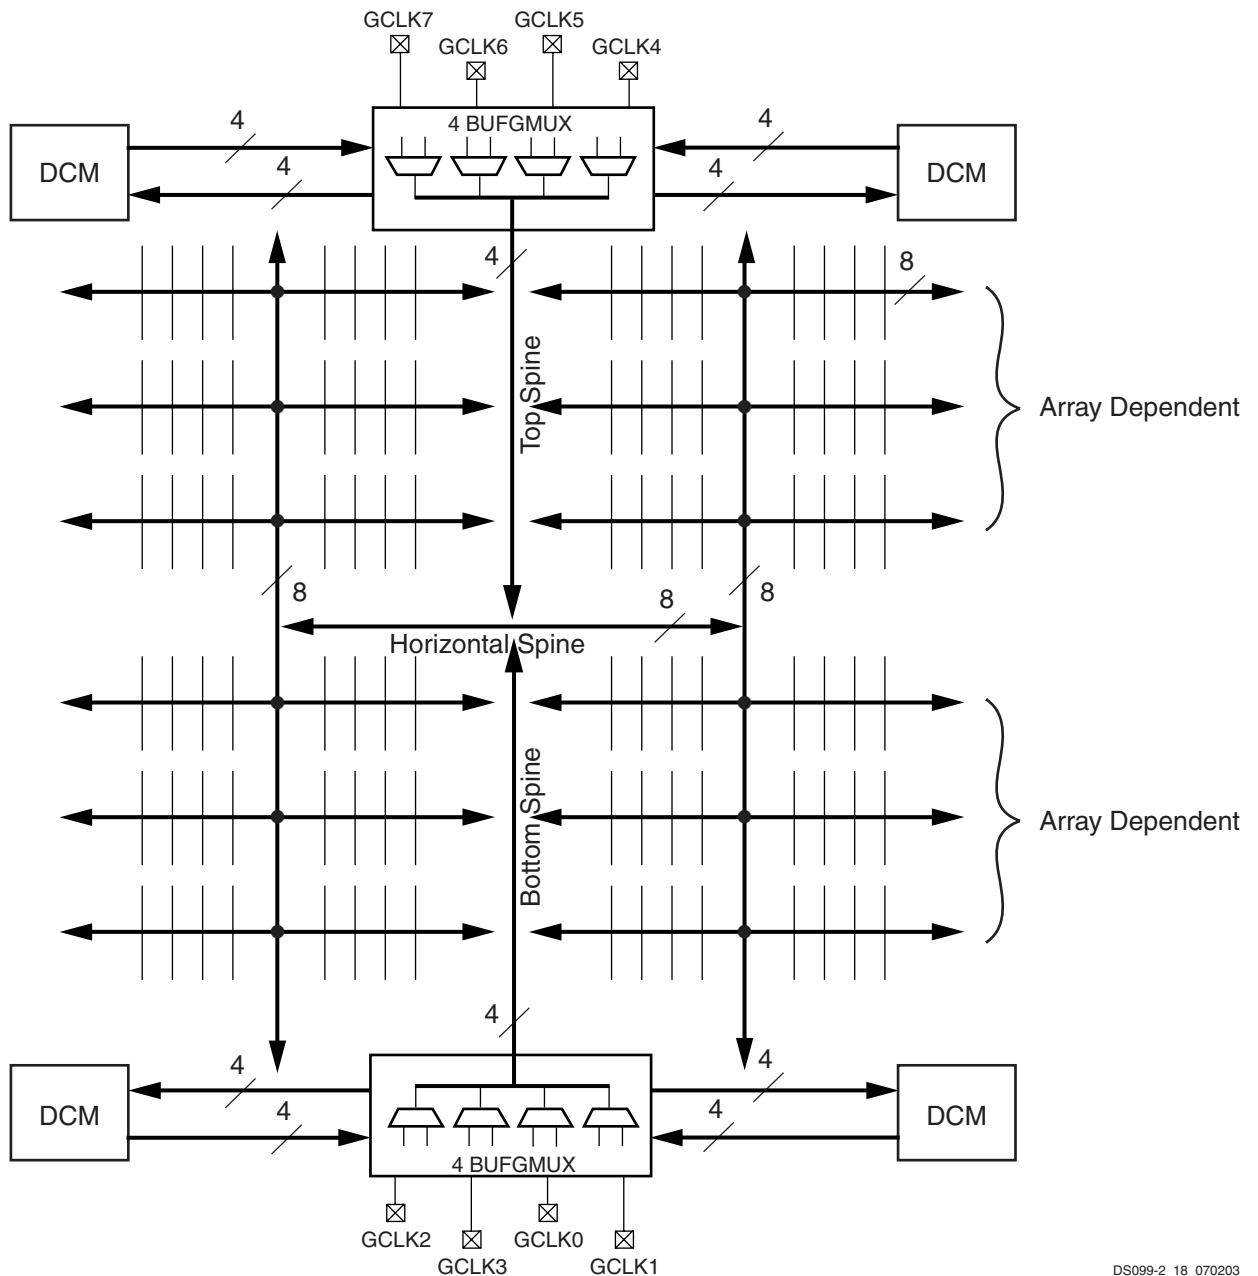 GCLK7
GCLK5
GCLK6
GCLK4
4 BUFGMUX
4
4
DCM
DCM
4
4
4
8
Top Spine
Array Dependent
8
8
8
Horizontal Spine
Bottom Spine
Array Dependent
4
4
4
DCM
DCM
4
4
4 BUFGMUX
GCLK2
GCLK0
GCLK3
GCLK1
DS099-2_18_070203